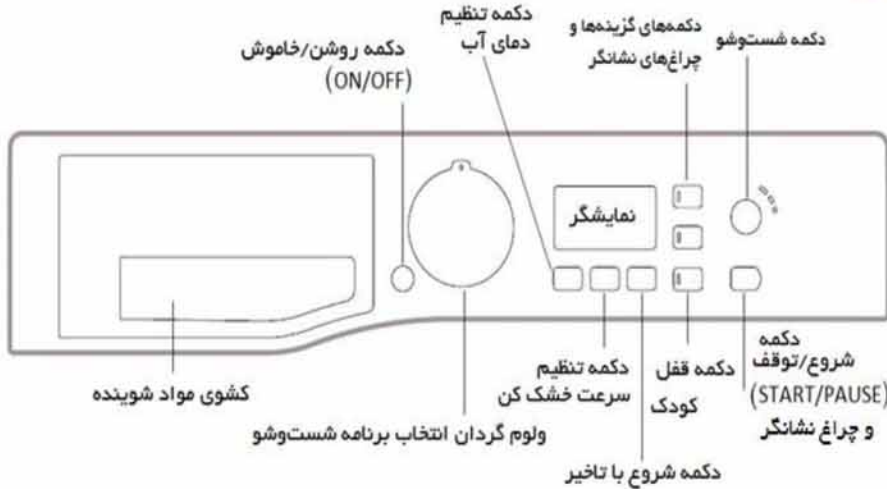 دکمه تنظیم
دمای آب
دکمه‌های گزینه‌ها و
چراغ‌های نشانگر
دکمه شست‌وشو
دکمه روشن/خاموش
(ON/OFF)
نمایشگر
کشوی مواد شوینده
ولوم گردان انتخاب برنامه شست‌وشو
دکمه تنظیم
سرعت خشک کن
دکمه شروع با تاخیر
دکمه قفل
کودک
دکمه
شروع/توقف
(START/PAUSE)
و چراغ نشانگر